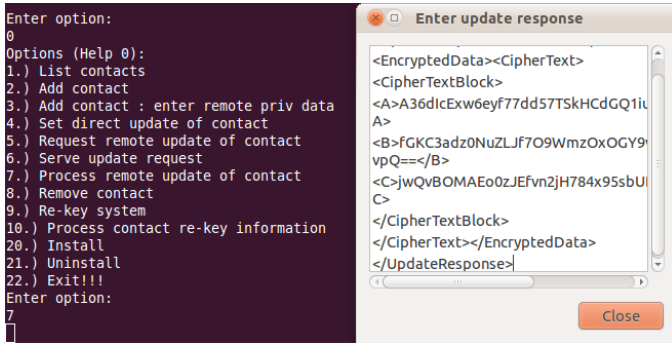 Enter option:
0
Options (Help 0):
1.) List contacts
2.) Add contact
3.) Add contact : enter remote priv data
4.) Set direct update of contact
5.) Request remote update of contact
6.) Serve update request
7.) Process remote update of contact
8.) Remove contact
9.) Re-key system
10.) Process contact re-key information
20.) Install
21.) Uninstall
22.) Exit!!!
Enter option:
7
Enter update response
<EncryptedData><CipherText>
<CipherTextBlock>
<A>A36dIcExw6eyf77dd57TSkHCdGQ1iu
A>
<B>fGKC3adz0NuZLJf7O9WmzOxOGY9
vpQ==</B>
<C>jwQvBOMAEo0zJEfvn2jH784x95sbU
C>
</CipherTextBlock>
</CipherText></EncryptedData>
</UpdateResponse>
Close